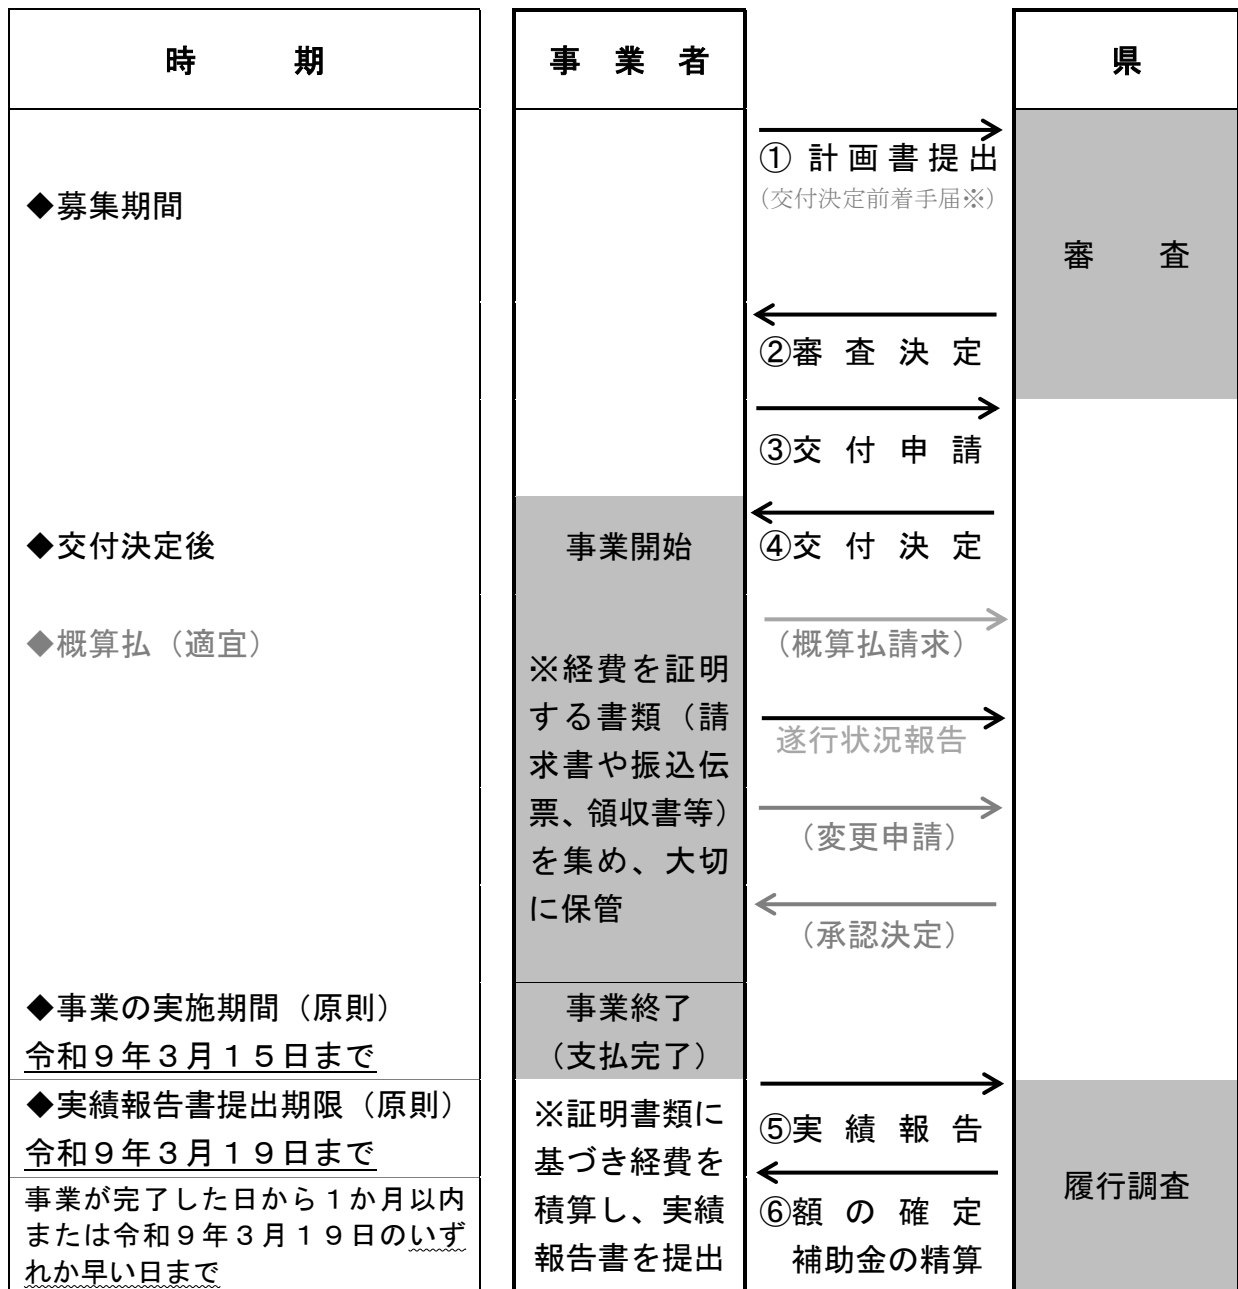 時　期
事　業　者
県
◆募集期間
①計画書提出
（交付決定前着手届※）
審　査
②審査決定
③交付申請
◆交付決定後
事業開始
④交付決定
◆概算払（適宜）
（概算払請求）
※経費を証明
する書類（請
求書や振込伝
票、領収書等）
を集め、大切
に保管
遂行状況報告
（変更申請）
（承認決定）
◆事業の実施期間（原則）
令和９年３月１５日まで
事業終了
（支払完了）
◆実績報告書提出期限（原則）
令和９年３月１９日まで
事業が完了した日から１か月以内
または令和９年３月１９日のいず
れか早い日まで
※証明書類に
基づき経費を
積算し、実績
報告書を提出
⑤実績報告
⑥額の確定
補助金の精算
履行調査